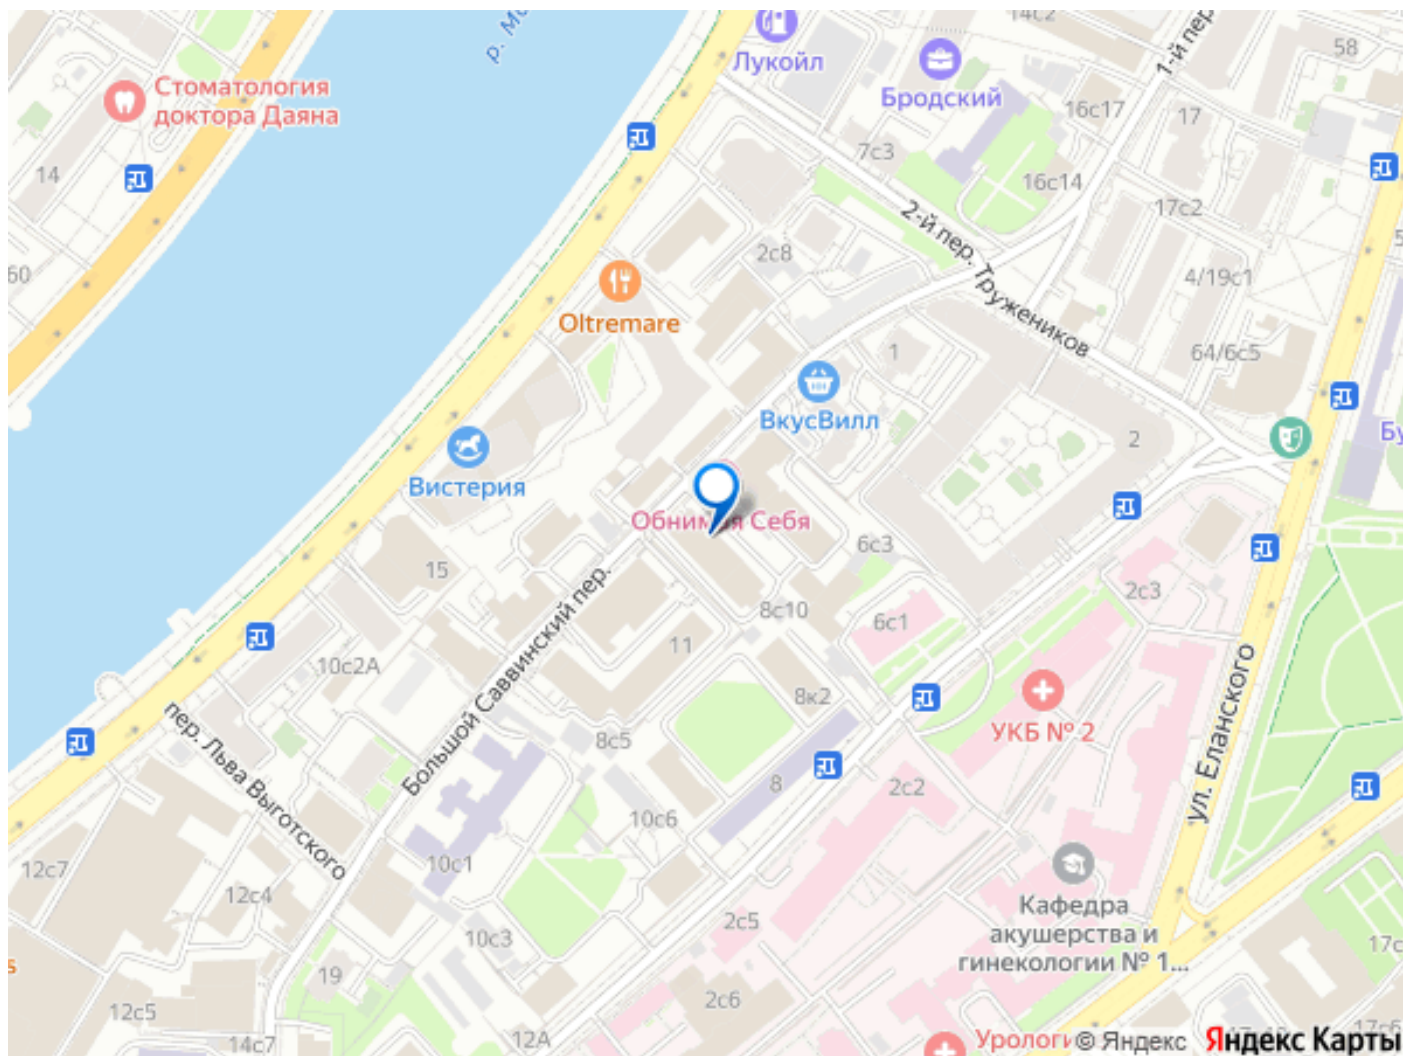 р. Мо
Лукойл
14с2
1-й пер.
58
Стоматология
доктора Даяна
Бродский
16с17
17
7с3
16с14
14
17с2
2-й пер. Тружеников
2с8
60
4/19с1
Oltremare
1
64/6с5
ВкусВилл
2
Бу
Вистерия
Обнимая Себя
6с3
15
2с3
8с10
6с1
11
10с2А
Большой Саввинский пер.
8к2
УКБ № 2
ул. Еланского
пер. Льва Выготского
8с5
8
2с2
10с6
12с7
10с1
12с4
Кафедра
акушерства и
гинекологии № 1...
2с5
10с3
17с
s
19
2с6
12с5
12А
14с7
Урологи
© Яндекс
Яндекс Карты